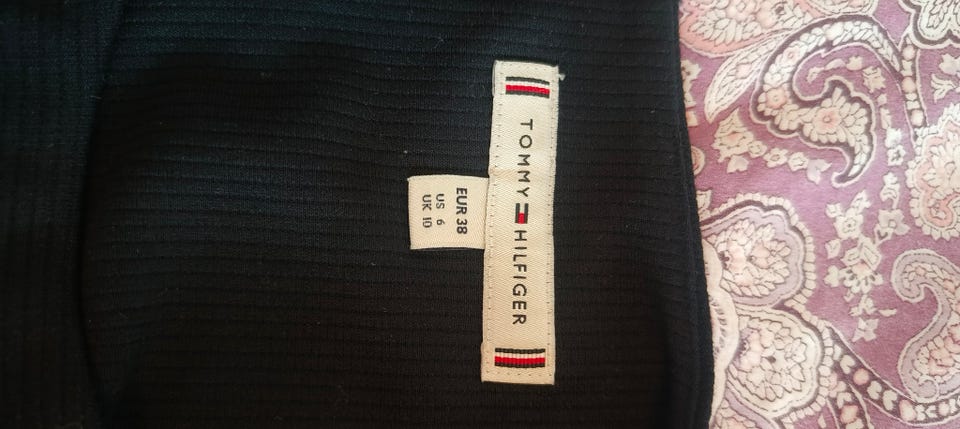 TOMMY HILFIGER
EUR 38
US 6
UK 10